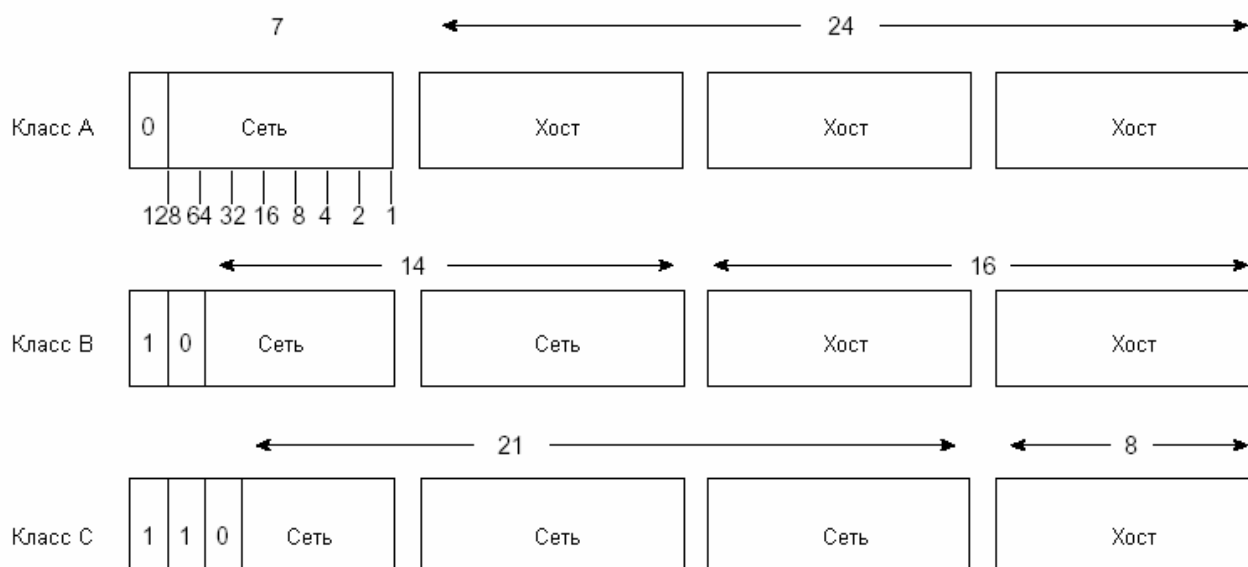 7 24
Класс A 0 Сеть Хост Хост Хост
128 64 32 16 8 4 2 1
14 16
Класс B 1 0 Сеть Сеть Хост Хост
21 8
Класс C 1 1 0 Сеть Сеть Сеть Хост